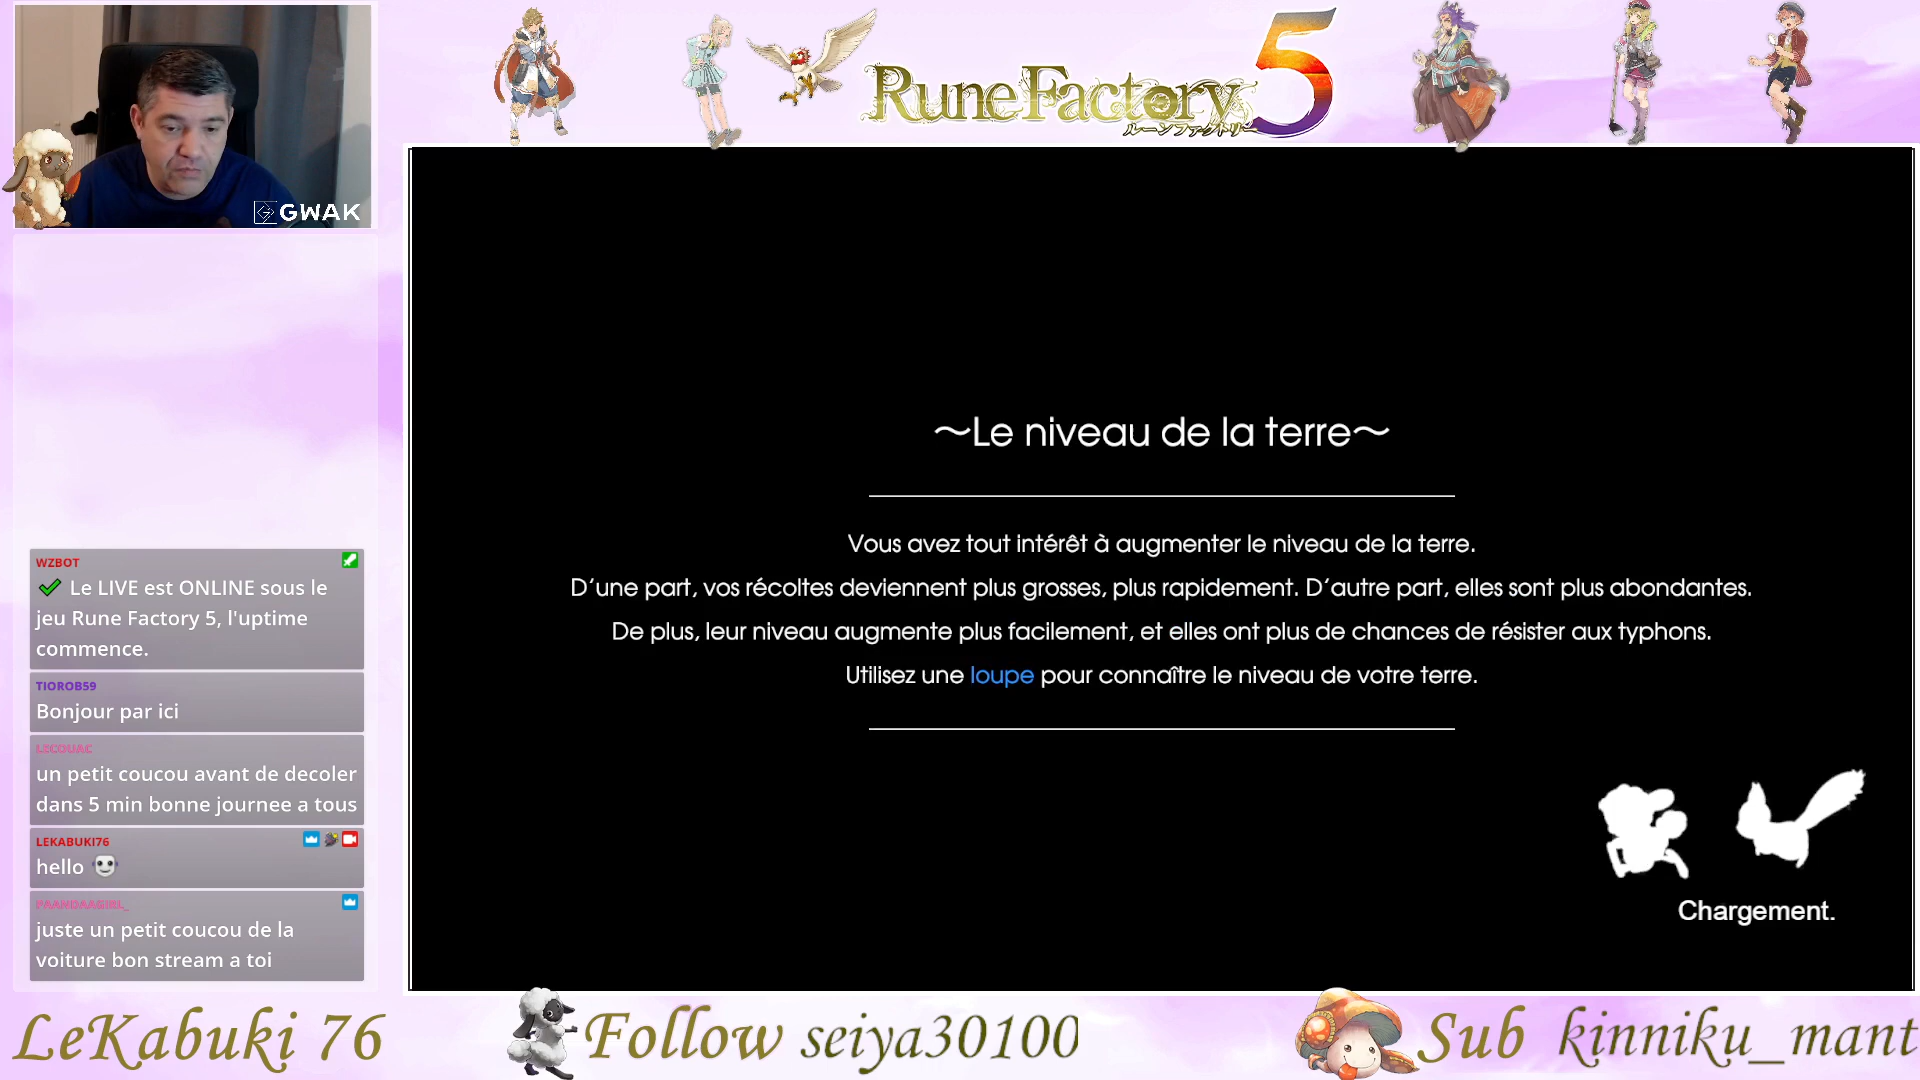 GWAK
RuneFactory 5
ルーンファクトリー
～Le niveau de la terre～
Vous avez tout intérêt à augmenter le niveau de la terre.
D'une part, vos récoltes deviennent plus grosses, plus rapidement. D'autre part, elles sont plus abondantes.
De plus, leur niveau augmente plus facilement, et elles ont plus de chances de résister aux typhons.
Utilisez une loupe pour connaître le niveau de votre terre.
Chargement.
WZBOT
Le LIVE est ONLINE sous le
jeu Rune Factory 5, l'uptime
commence.
TIOROB59
Bonjour par ici
LECOUAC
un petit coucou avant de decoler
dans 5 min bonne journee a tous
LEKABUKI76
hello
PAANDAAGIRL_
juste un petit coucou de la
voiture bon stream a toi
LeKabuki 76
Follow seiya30100
Sub kinniku_mant